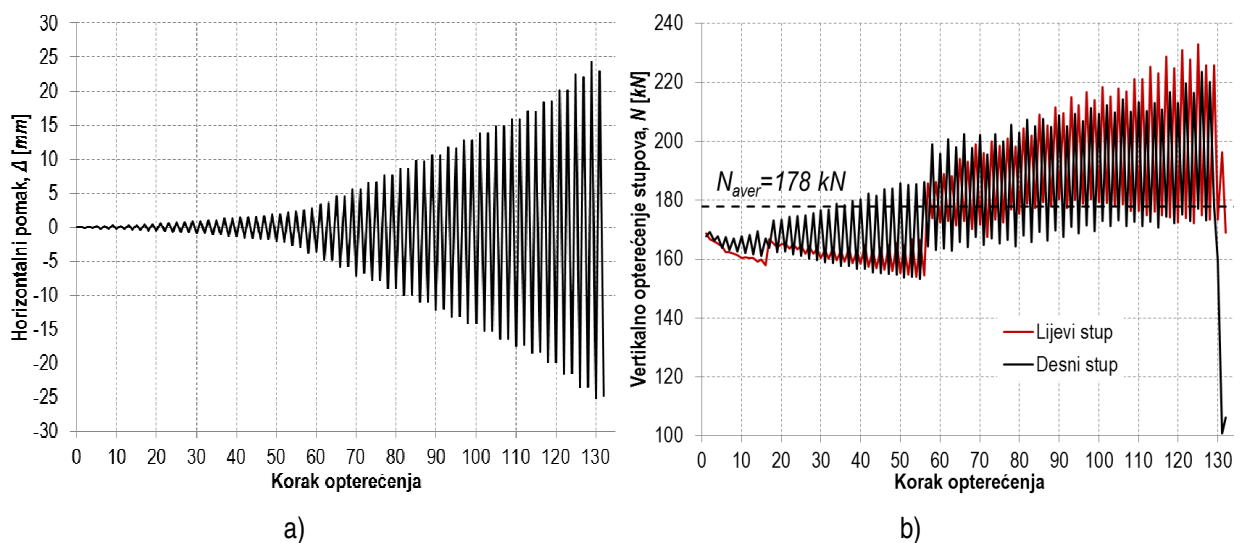 Horizontalni pomak, Δ [mm]
30
25
20
15
10
5
0
-5
-10
-15
-20
-25
-30
0 10 20 30 40 50 60 70 80 90 100 110 120 130
Korak opterećenja
a)
Vertikalno opterećenje stupova, N [kN]
240
220
200
180
160
140
120
100
N_aver=178 kN
Lijevi stup
Desni stup
0 10 20 30 40 50 60 70 80 90 100 110 120 130
Korak opterećenja
b)